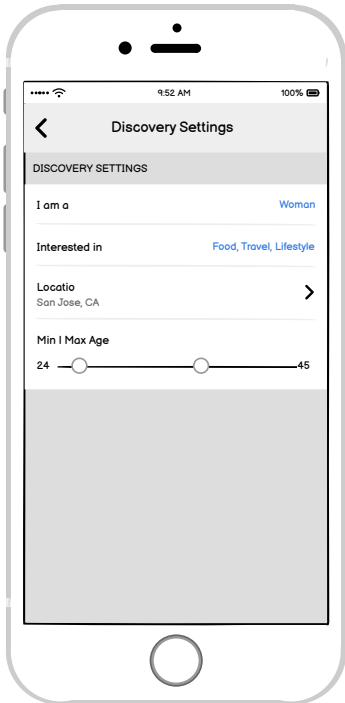 9:52 AM 100%
Discovery Settings
DISCOVERY SETTINGS
I am a Woman
Interested in Food, Travel, Lifestyle
Locatio
San Jose, CA
Min | Max Age
24 45